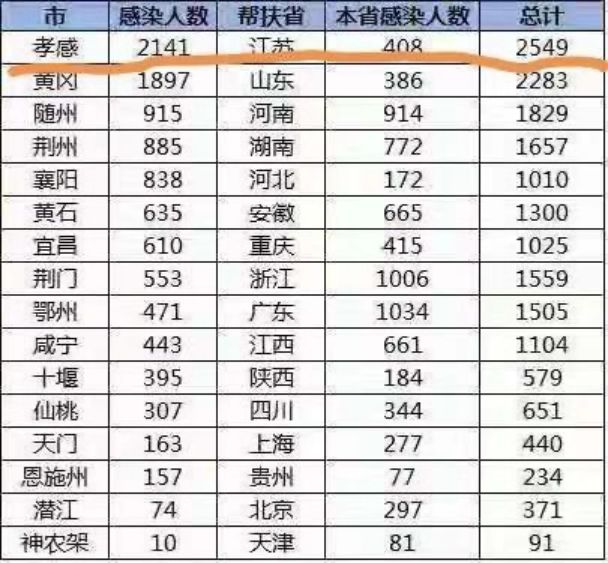 市 感染人数 帮扶省 本省感染人数 总计
孝感 2141 江苏 408 2549
黄冈 1897 山东 386 2283
随州 915 河南 914 1829
荆州 885 湖南 772 1657
襄阳 838 河北 172 1010
黄石 635 安徽 665 1300
宜昌 610 重庆 415 1025
荆门 553 浙江 1006 1559
鄂州 471 广东 1034 1505
咸宁 443 江西 661 1104
十堰 395 陕西 184 579
仙桃 307 四川 344 651
天门 163 上海 277 440
恩施州 157 贵州 77 234
潜江 74 北京 297 371
神农架 10 天津 81 91